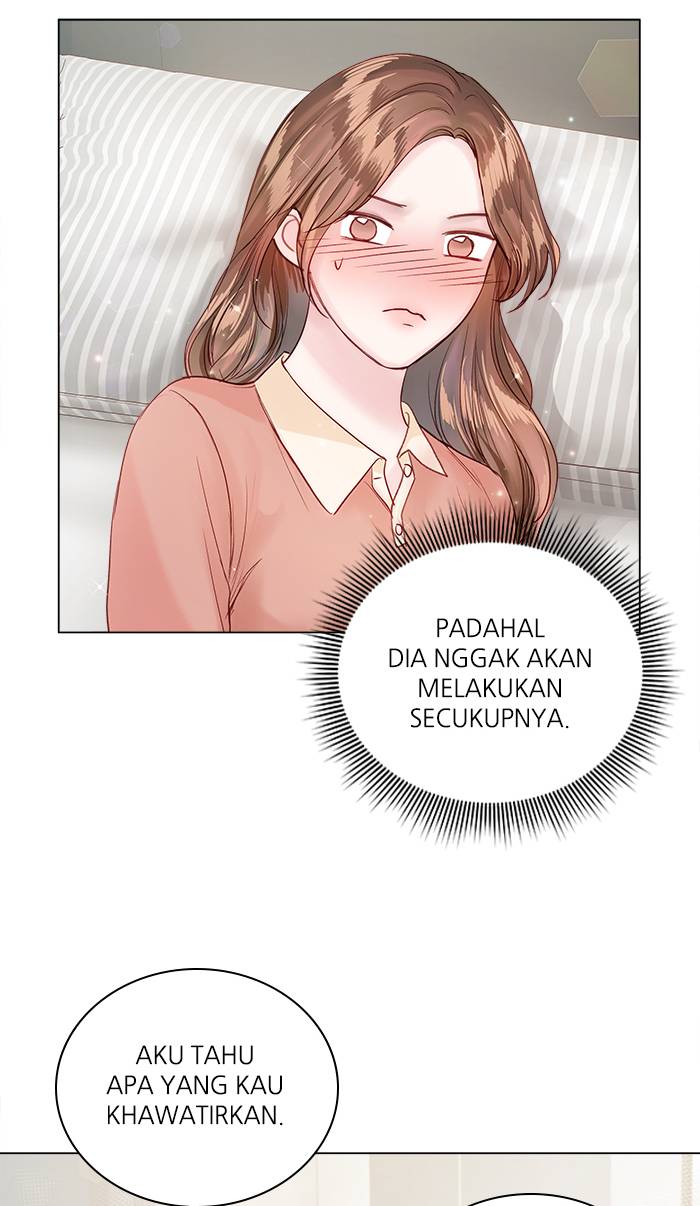 PADAHAL
DIA NGGAK AKAN
MELAKUKAN
SECUKUPNYA.
AKU TAHU
APA YANG KAU
KHAWATIRKAN.